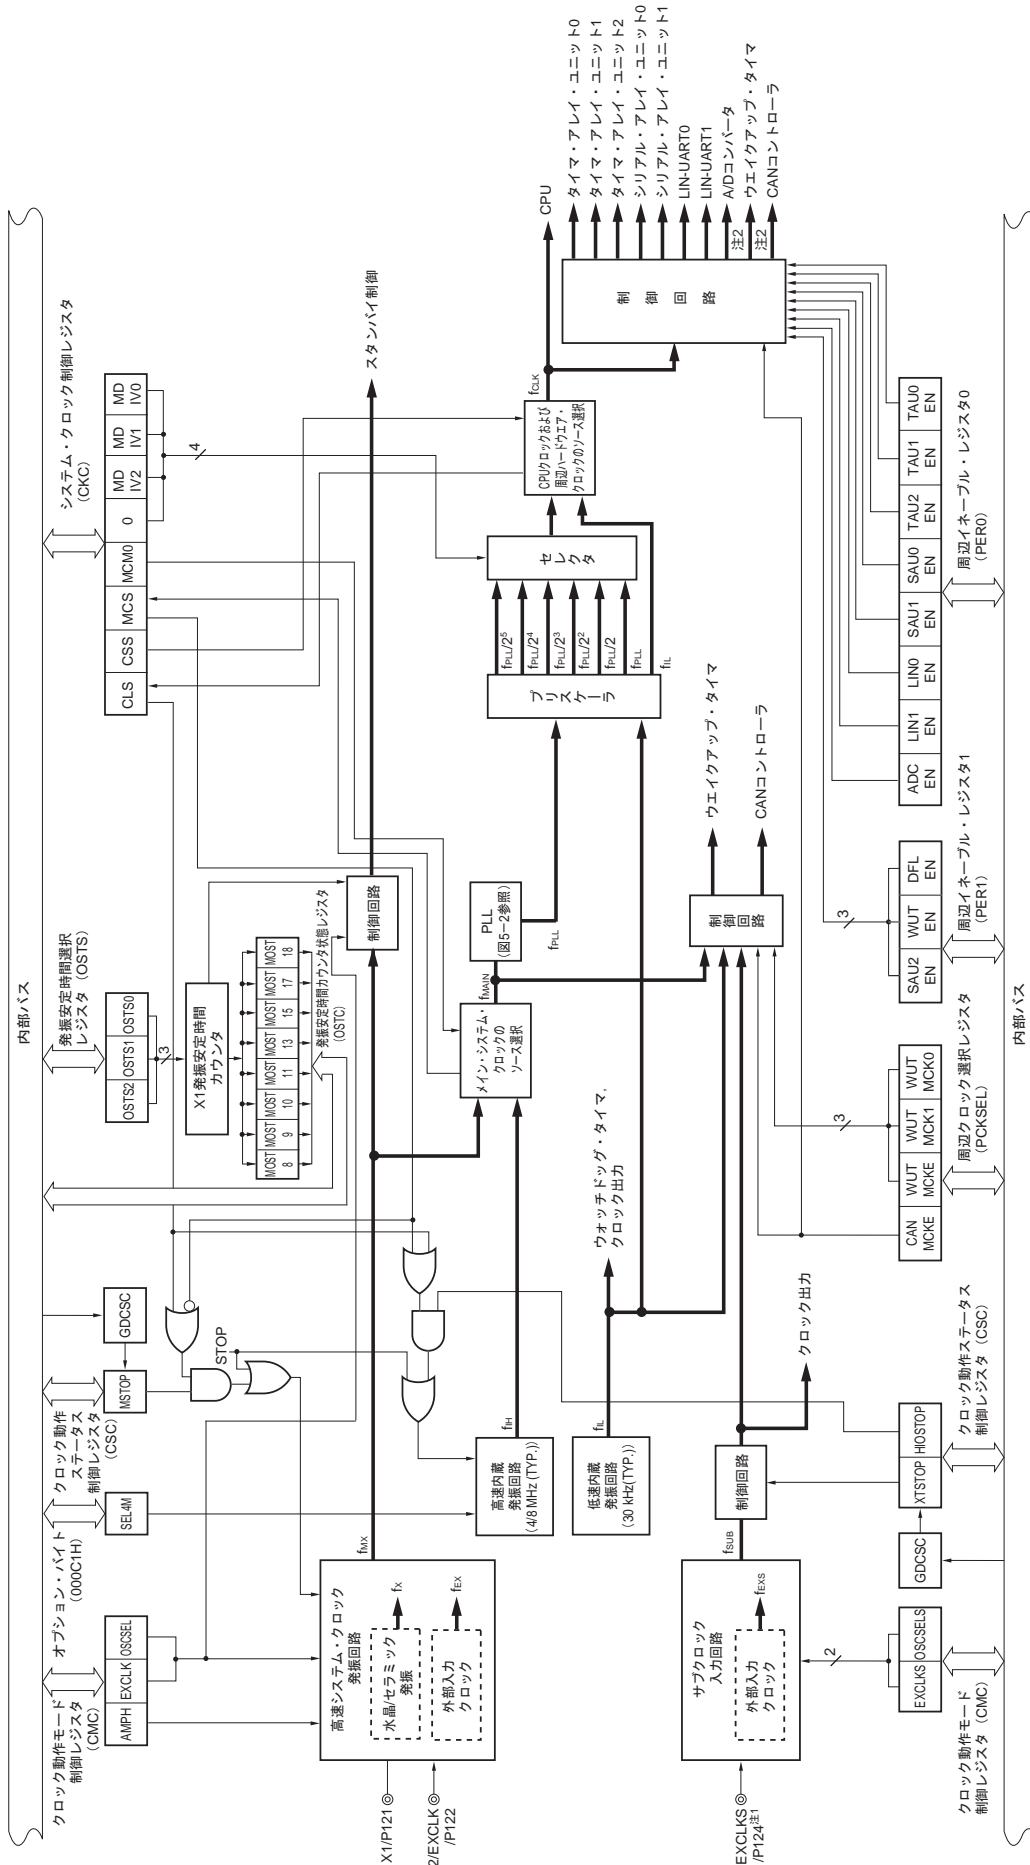 内部バス
クロック動作モード
制御レジスタ
(CMC)
オプション・バイト
(000C1H)
クロック動作
ステータス
制御レジスタ
(CSC)
発振安定時間選択
レジスタ(OSTS)
システム・クロック制御レジスタ
(CKC)
AMPH
EXCLK
OSCSEL
SEL4M
MSTOP
GDCSC
OSTS2
OSTS1
OSTS0
3
X1発振安定時間
カウンタ
MOST
8
MOST
9
MOST
10
MOST
11
MOST
13
MOST
15
MOST
17
MOST
18
発振安定時間カウンタ状態レジスタ
(OSTC)
CLS
CSS
MCS
MCM0
0
MD
IV2
MD
IV1
MD
IV0
4
STOP
制御回路
スタンバイ制御
X1/P121
2/EXCLK
/P122
高速システム・クロック
発振回路
水晶/セラミック
発振
fX
外部入力
クロック
fEX
fMX
高速内蔵
発振回路
(4/8 MHz (TYP.))
fIH
低速内蔵
発振回路
(30 kHz(TYP.))
fIL
ウォッチドッグ・タイマ,
クロック出力
メイン・システム・
クロックの
ソース選択
fMAIN
PLL
(図5-2参照)
fPLL
プリスケーラ
fPLL/2⁵
fPLL/2⁴
fPLL/2³
fPLL/2²
fPLL/2
fPLL
fIL
セレクタ
CPUクロックおよび
周辺ハードウエア・
クロックのソース選択
fCLK
CPU
制御回路
タイマ・アレイ・ユニット0
タイマ・アレイ・ユニット1
タイマ・アレイ・ユニット2
シリアル・アレイ・ユニット0
シリアル・アレイ・ユニット1
LIN-UART0
LIN-UART1
A/Dコンバータ
注2
ウエイクアップ・タイマ
注2
CANコントローラ
EXCLKS
/P124注1
サブクロック
入力回路
外部入力
クロック
fEXS
fSUB
制御回路
クロック出力
制御回路
ウエイクアップ・タイマ
CANコントローラ
2
3
3
EXCLKS
OSCSELS
GDCSC
XTSTOP
HIOSTOP
CAN
MCKE
WUT
MCKE
WUT
MCK1
WUT
MCK0
SAU2
EN
WUT
EN
DFL
EN
ADC
EN
LIN1
EN
LIN0
EN
SAU1
EN
SAU0
EN
TAU2
EN
TAU1
EN
TAU0
EN
クロック動作モード
制御レジスタ(CMC)
クロック動作ステータス
制御レジスタ(CSC)
周辺クロック選択レジスタ
(PCKSEL)
周辺イネーブル・レジスタ1
(PER1)
周辺イネーブル・レジスタ0
(PER0)
内部バス